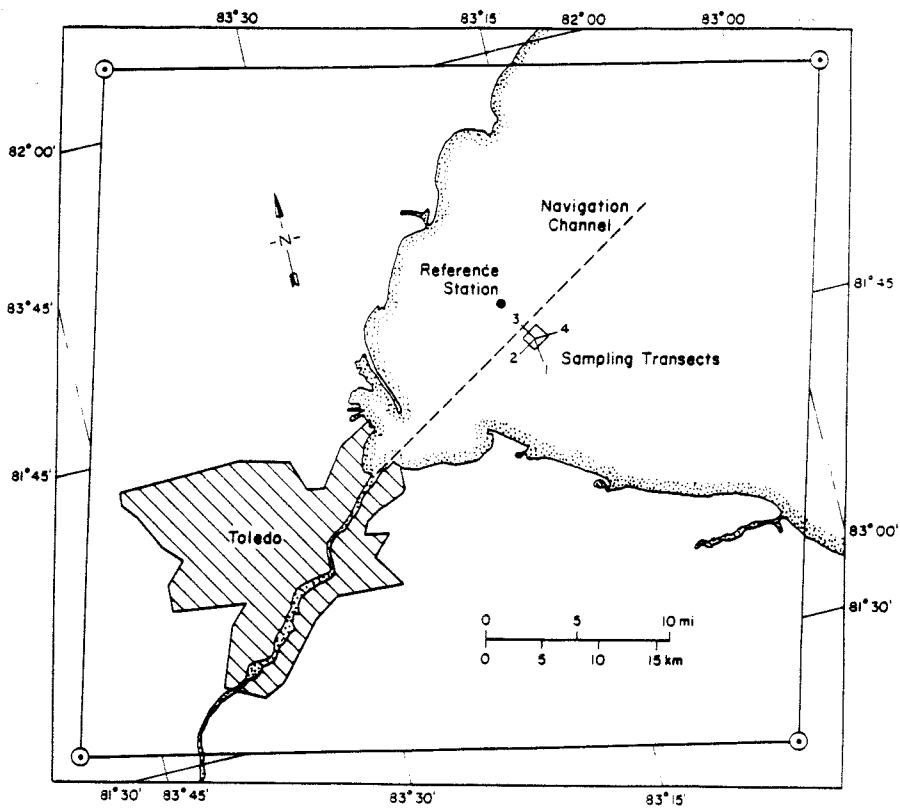 83° 30'
83° 15'
82° 00'
83° 00'
82° 00'
N
Navigation
Channel
Reference
Station
81° 45'
83° 45'
3
4
2
1
Sampling Transects
81° 45'
Toledo
83° 00'
81° 30'
0 5 10 mi
0 5 10 15 km
81° 30'
83° 45'
83° 30'
83° 15'